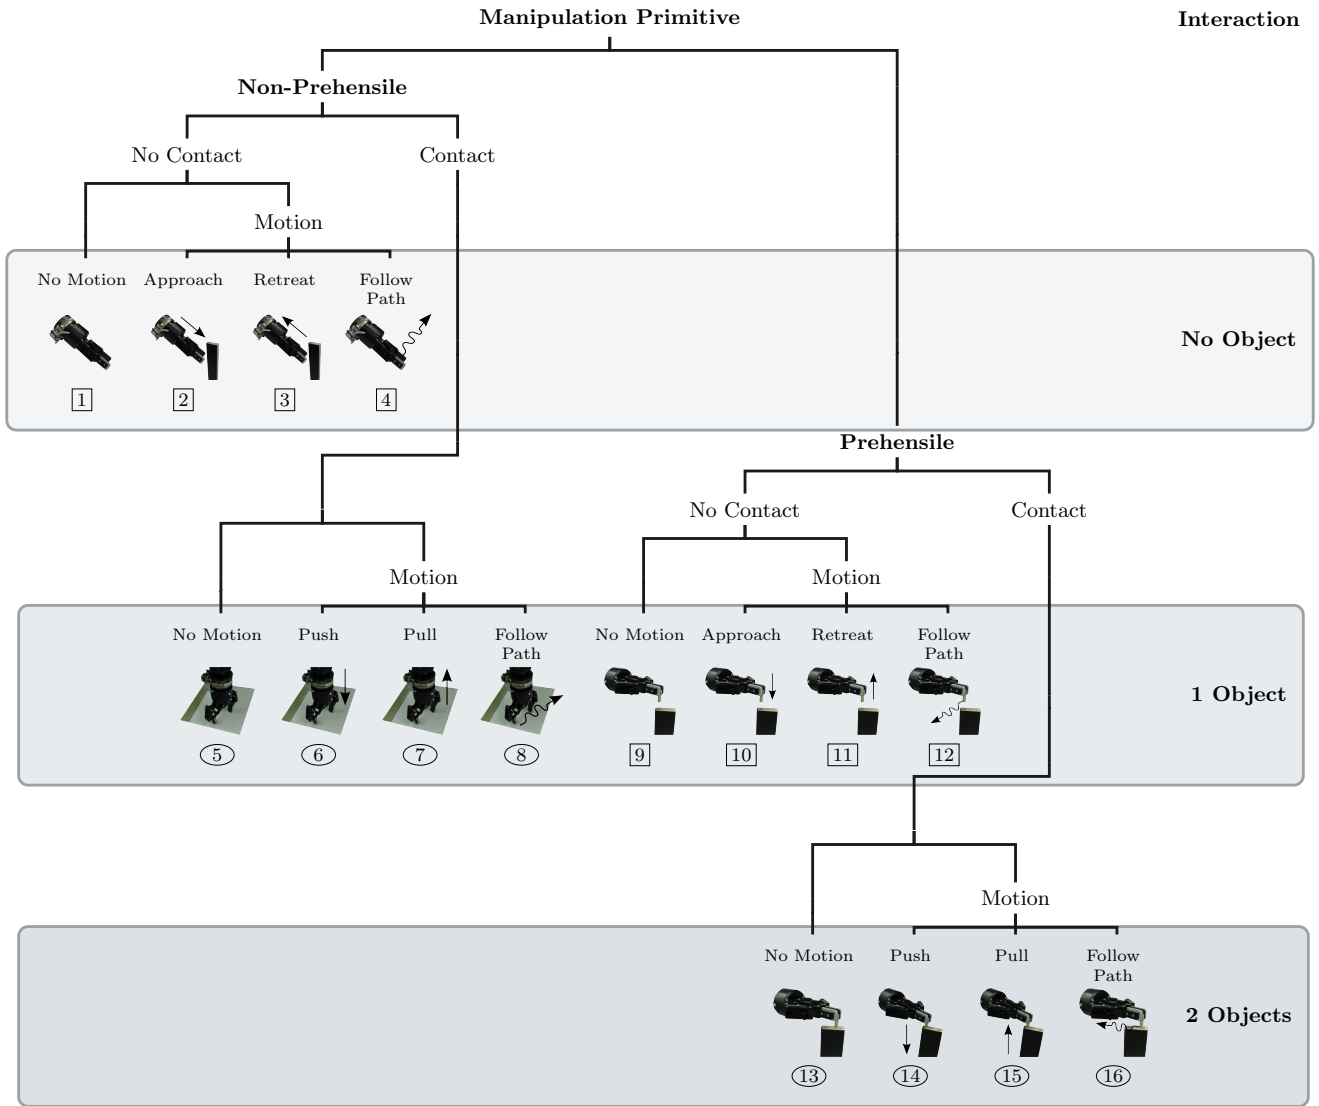 Manipulation Primitive
Interaction
Non-Prehensile
No Contact
Contact
Motion
No Motion
Approach
Retreat
Follow
Path
No Object
1
2
3
4
Prehensile
No Contact
Contact
Motion
Motion
No Motion
Push
Pull
Follow
Path
No Motion
Approach
Retreat
Follow
Path
1 Object
5
6
7
8
9
10
11
12
Motion
No Motion
Push
Pull
Follow
Path
2 Objects
13
14
15
16